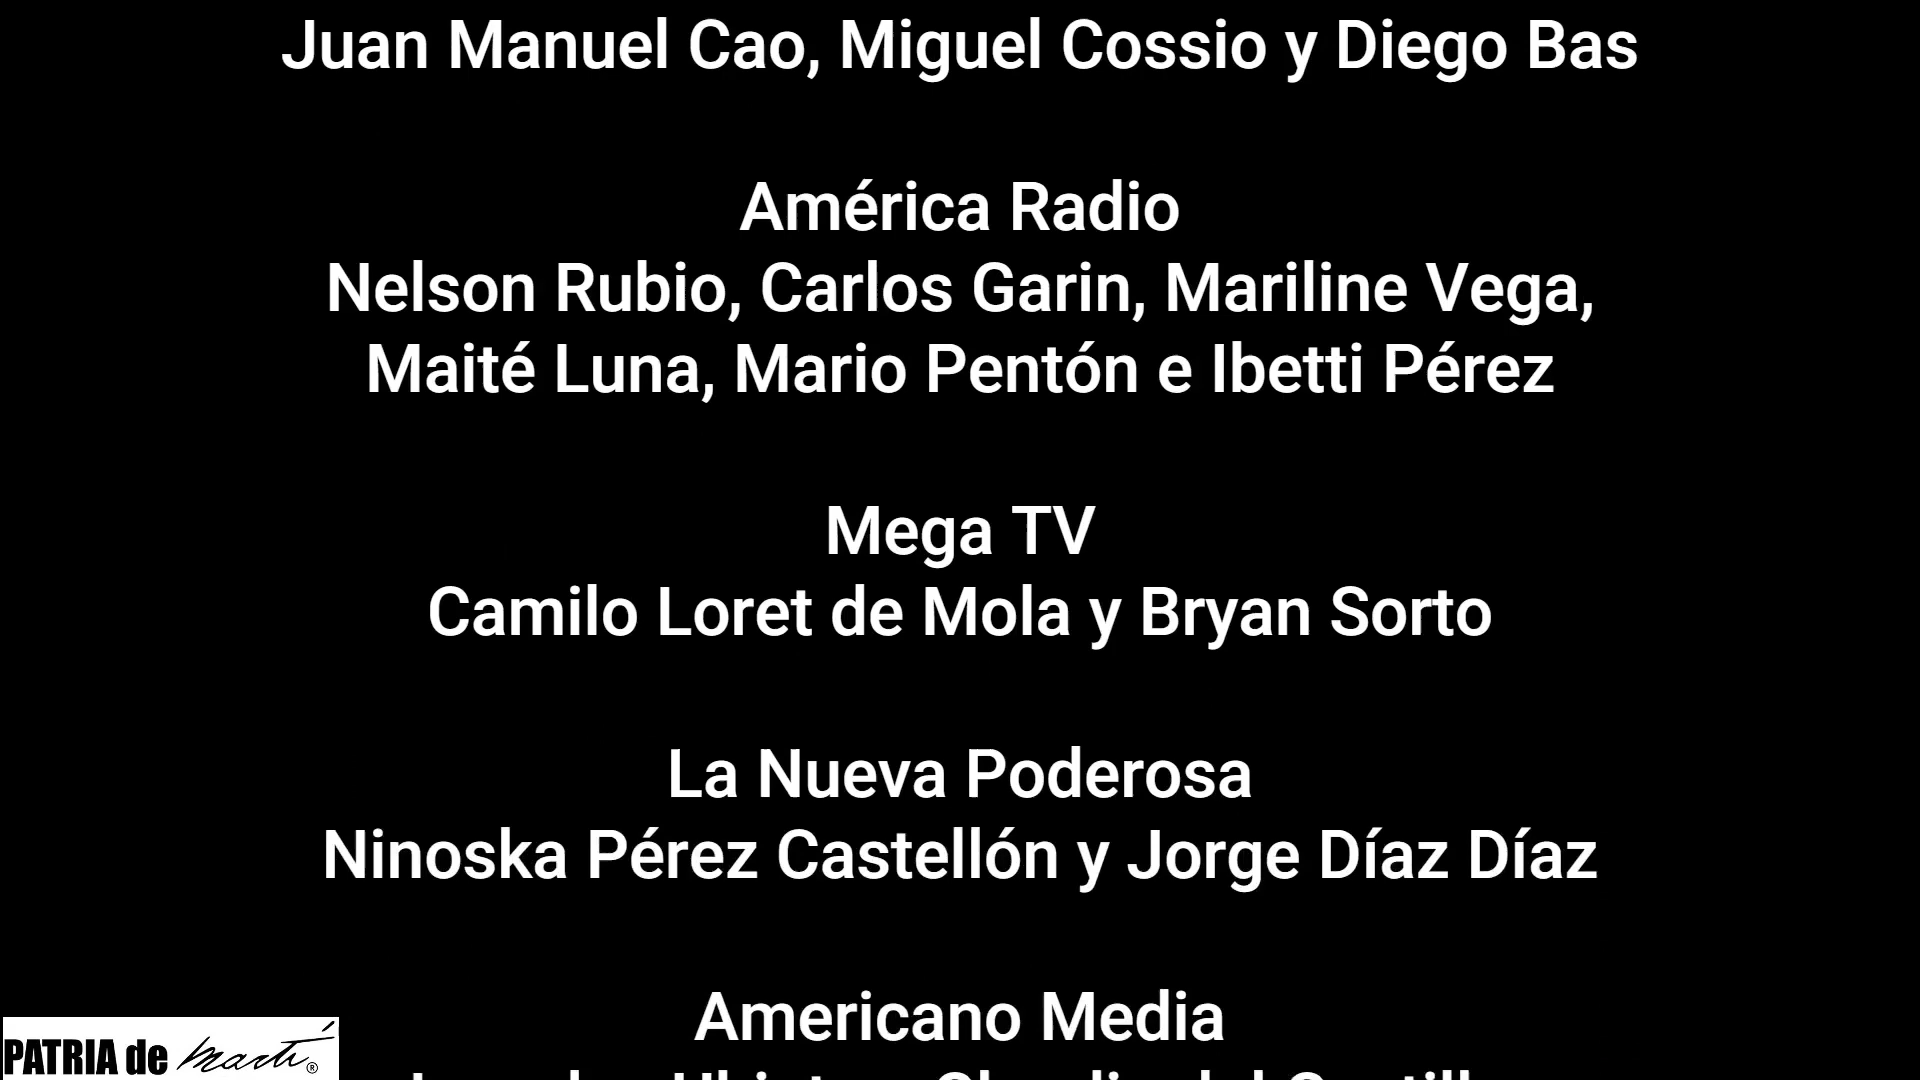 Juan Manuel Cao, Miguel Cossio y Diego Bas
América Radio
Nelson Rubio, Carlos Garin, Mariline Vega,
Maité Luna, Mario Pentón e Ibetti Pérez
Mega TV
Camilo Loret de Mola y Bryan Sorto
La Nueva Poderosa
Ninoska Pérez Castellón y Jorge Díaz Díaz
Americano Media
PATRIA de Martí ®